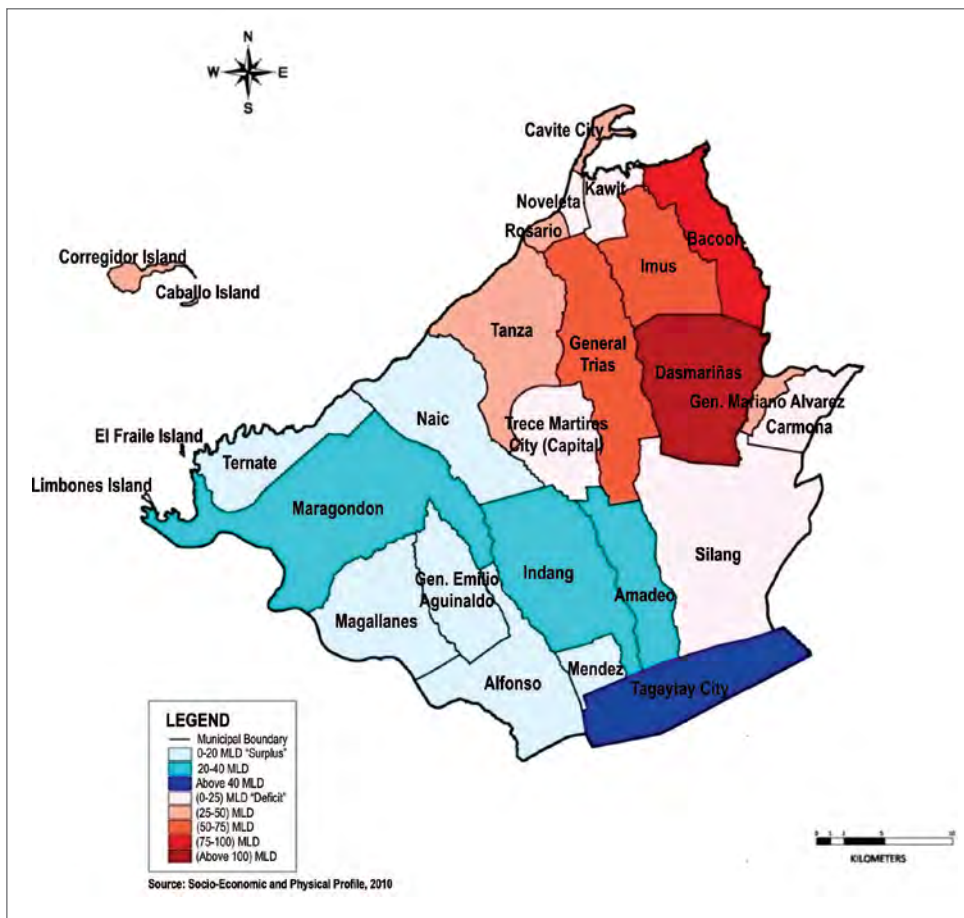 N
W E
S
Cavite City
Kawit
Noveleta
Rosario
Bacoor
Imus
Corregidor Island
Caballo Island
Tanza
General
Trias
Dasmariñas
Gen. Mariano Alvarez
Carmona
Trece Martires
City (Capital)
Naic
El Fraile Island
Ternate
Limbones Island
Maragondon
Silang
Indang
Gen. Emilio
Aguinaldo
Amadeo
Magallanes
Mendez
Alfonso
Tagaytay City
LEGEND
Municipal Boundary
0-20 MLD “Surplus”
20-40 MLD
Above 40 MLD
(0-25) MLD “Deficit”
(25-50) MLD
(50-75) MLD
(75-100) MLD
(Above 100) MLD
KILOMETERS
Source: Socio-Economic and Physical Profile, 2010